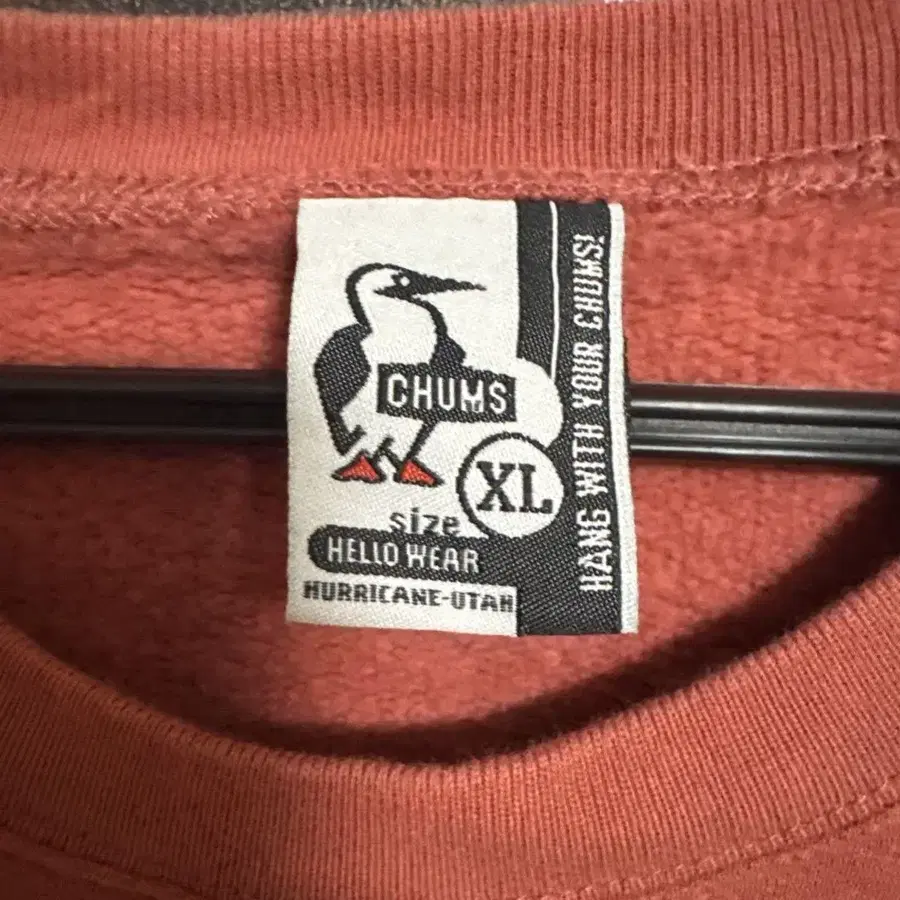 CHUMS
XL
size
HELLO WEAR
HURRICANE-UTAH
HANG WITH YOUR CHUMS!